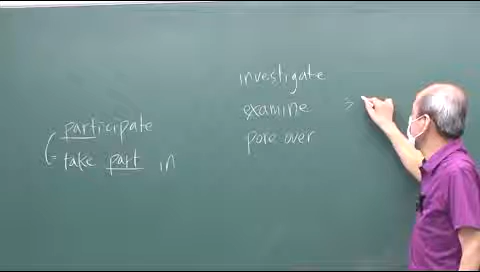 participate
= take part in
investigate
examine
pore over